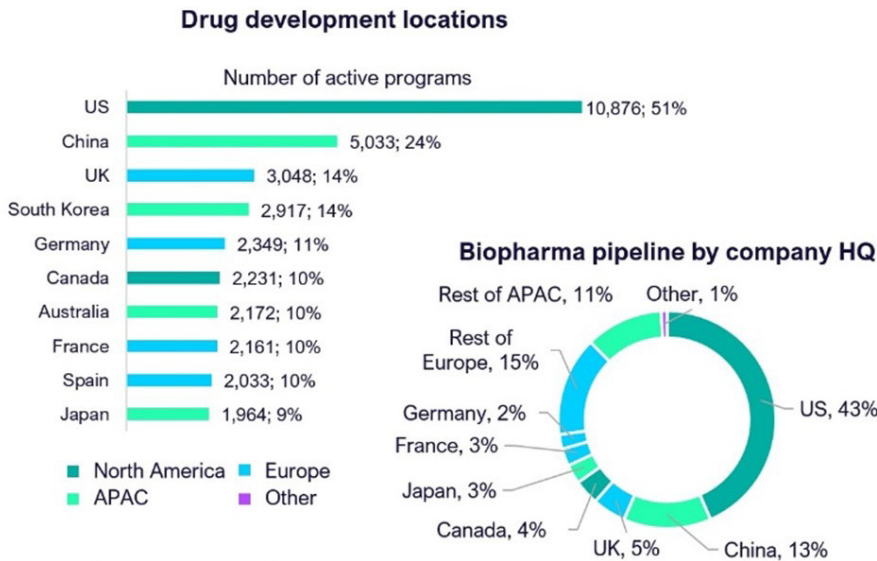 Drug development locations
Number of active programs
US
10,876; 51%
China
5,033; 24%
UK
3,048; 14%
South Korea
2,917; 14%
Germany
2,349; 11%
Canada
2,231; 10%
Australia
2,172; 10%
France
2,161; 10%
Spain
2,033; 10%
Japan
1,964; 9%
North America
Europe
APAC
Other
Biopharma pipeline by company HQ
Rest of APAC, 11%
Other, 1%
Rest of
Europe, 15%
US, 43%
Germany, 2%
France, 3%
Japan, 3%
Canada, 4%
UK, 5%
China, 13%